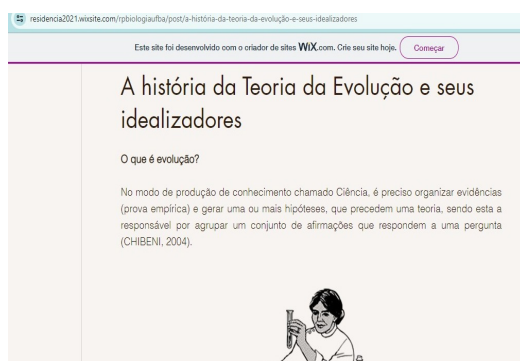 residencia2021.wixsite.com/rpbiologiaufba/post/a-história-da-teoria-da-evolução-e-seus-idealizadores
Este site foi desenvolvido com o criador de sites WiX.com. Crie seu site hoje. Começar
A história da Teoria da Evolução e seus
idealizadores
O que é evolução?
No modo de produção de conhecimento chamado Ciência, é preciso organizar evidências
(prova empírica) e gerar uma ou mais hipóteses, que precedem uma teoria, sendo esta a
responsável por agrupar um conjunto de afirmações que respondem a uma pergunta
(CHIBENI, 2004).